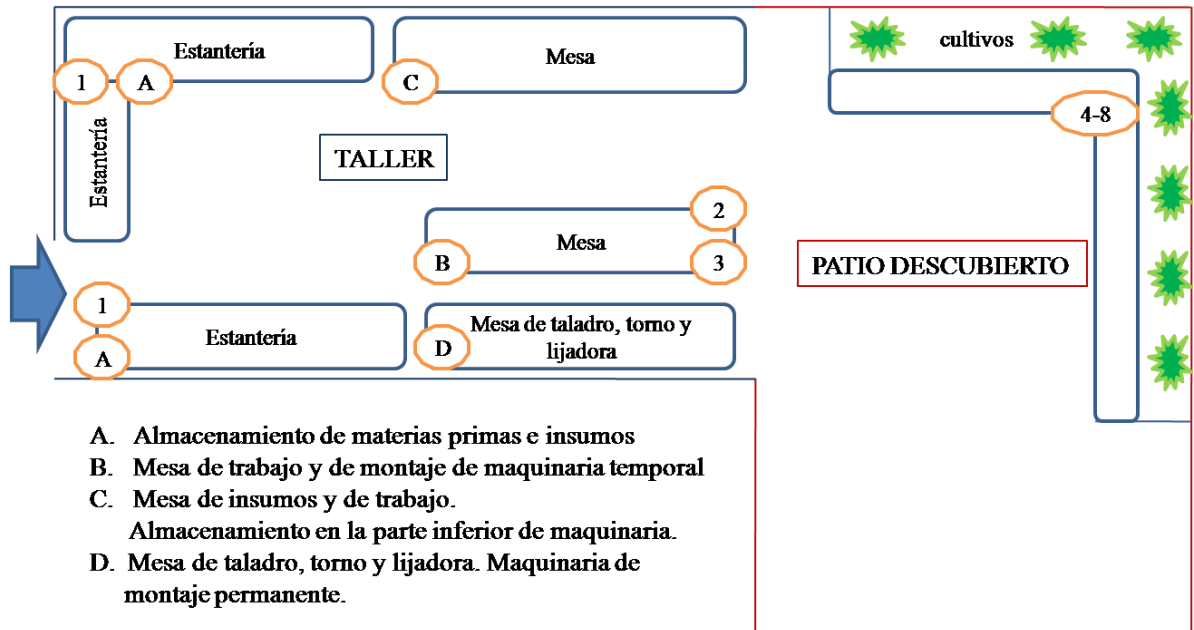 Estantería
Mesa
cultivos
1
A
C
4-8
Estantería
TALLER
2
Mesa
B
3
PATIO DESCUBIERTO
1
Estantería
A
Mesa de taladro, torno y
lijadora
D
A. Almacenamiento de materias primas e insumos
B. Mesa de trabajo y de montaje de maquinaria temporal
C. Mesa de insumos y de trabajo.
Almacenamiento en la parte inferior de maquinaria.
D. Mesa de taladro, torno y lijadora. Maquinaria de
montaje permanente.